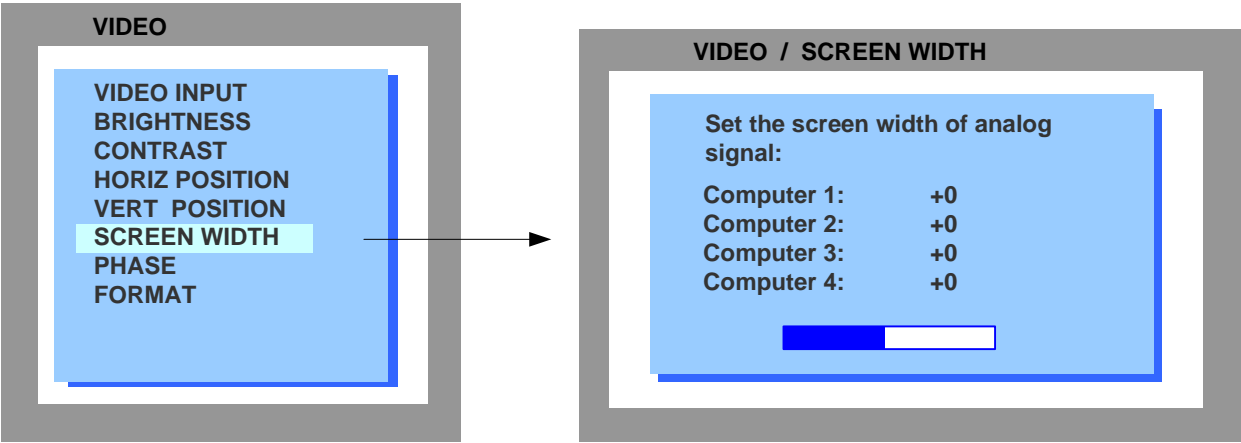 VIDEO
VIDEO INPUT
BRIGHTNESS
CONTRAST
HORIZ POSITION
VERT POSITION
SCREEN WIDTH
PHASE
FORMAT
VIDEO / SCREEN WIDTH
Set the screen width of analog
signal:
Computer 1: +0
Computer 2: +0
Computer 3: +0
Computer 4: +0